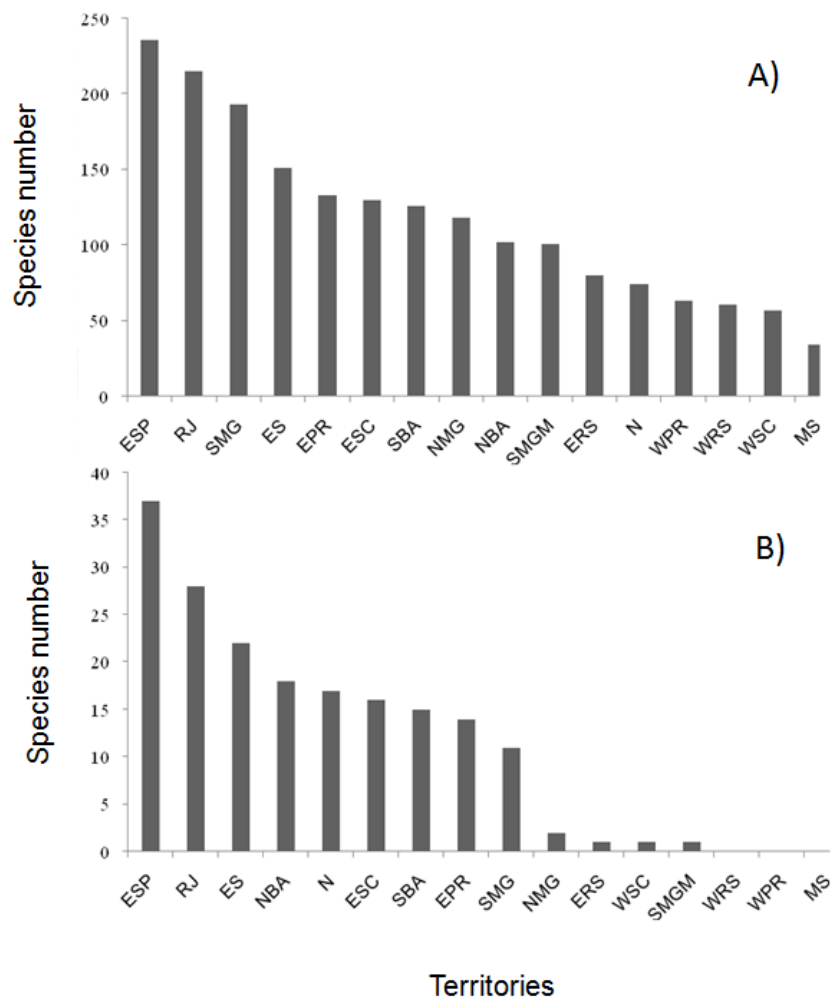 250
A)
200
150
100
50
0
Species number
ESP RJ SMG ES EPR ESC SBA NMG NBA SMGM ERS N WPR WRS WSC MS
40
35
B)
30
25
20
15
10
5
0
Species number
ESP RJ ES NBA N ESC SBA EPR SMG NMG ERS WSC SMGM WRS WPR MS
Territories